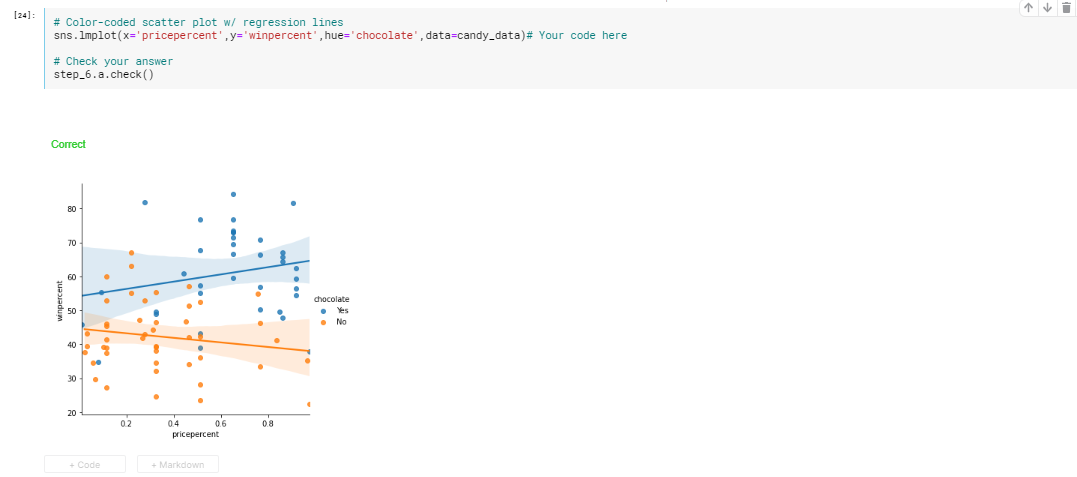 [24]:
# Color-coded scatter plot w/ regression lines
sns.lmplot(x='pricepercent',y='winpercent',hue='chocolate',data=candy_data)# Your code here
# Check your answer
step_6.a.check()
Correct
80
70
60
50
40
30
20
winpercent
0.2 0.4 0.6 0.8
pricepercent
chocolate
Yes
No
+ Code + Markdown